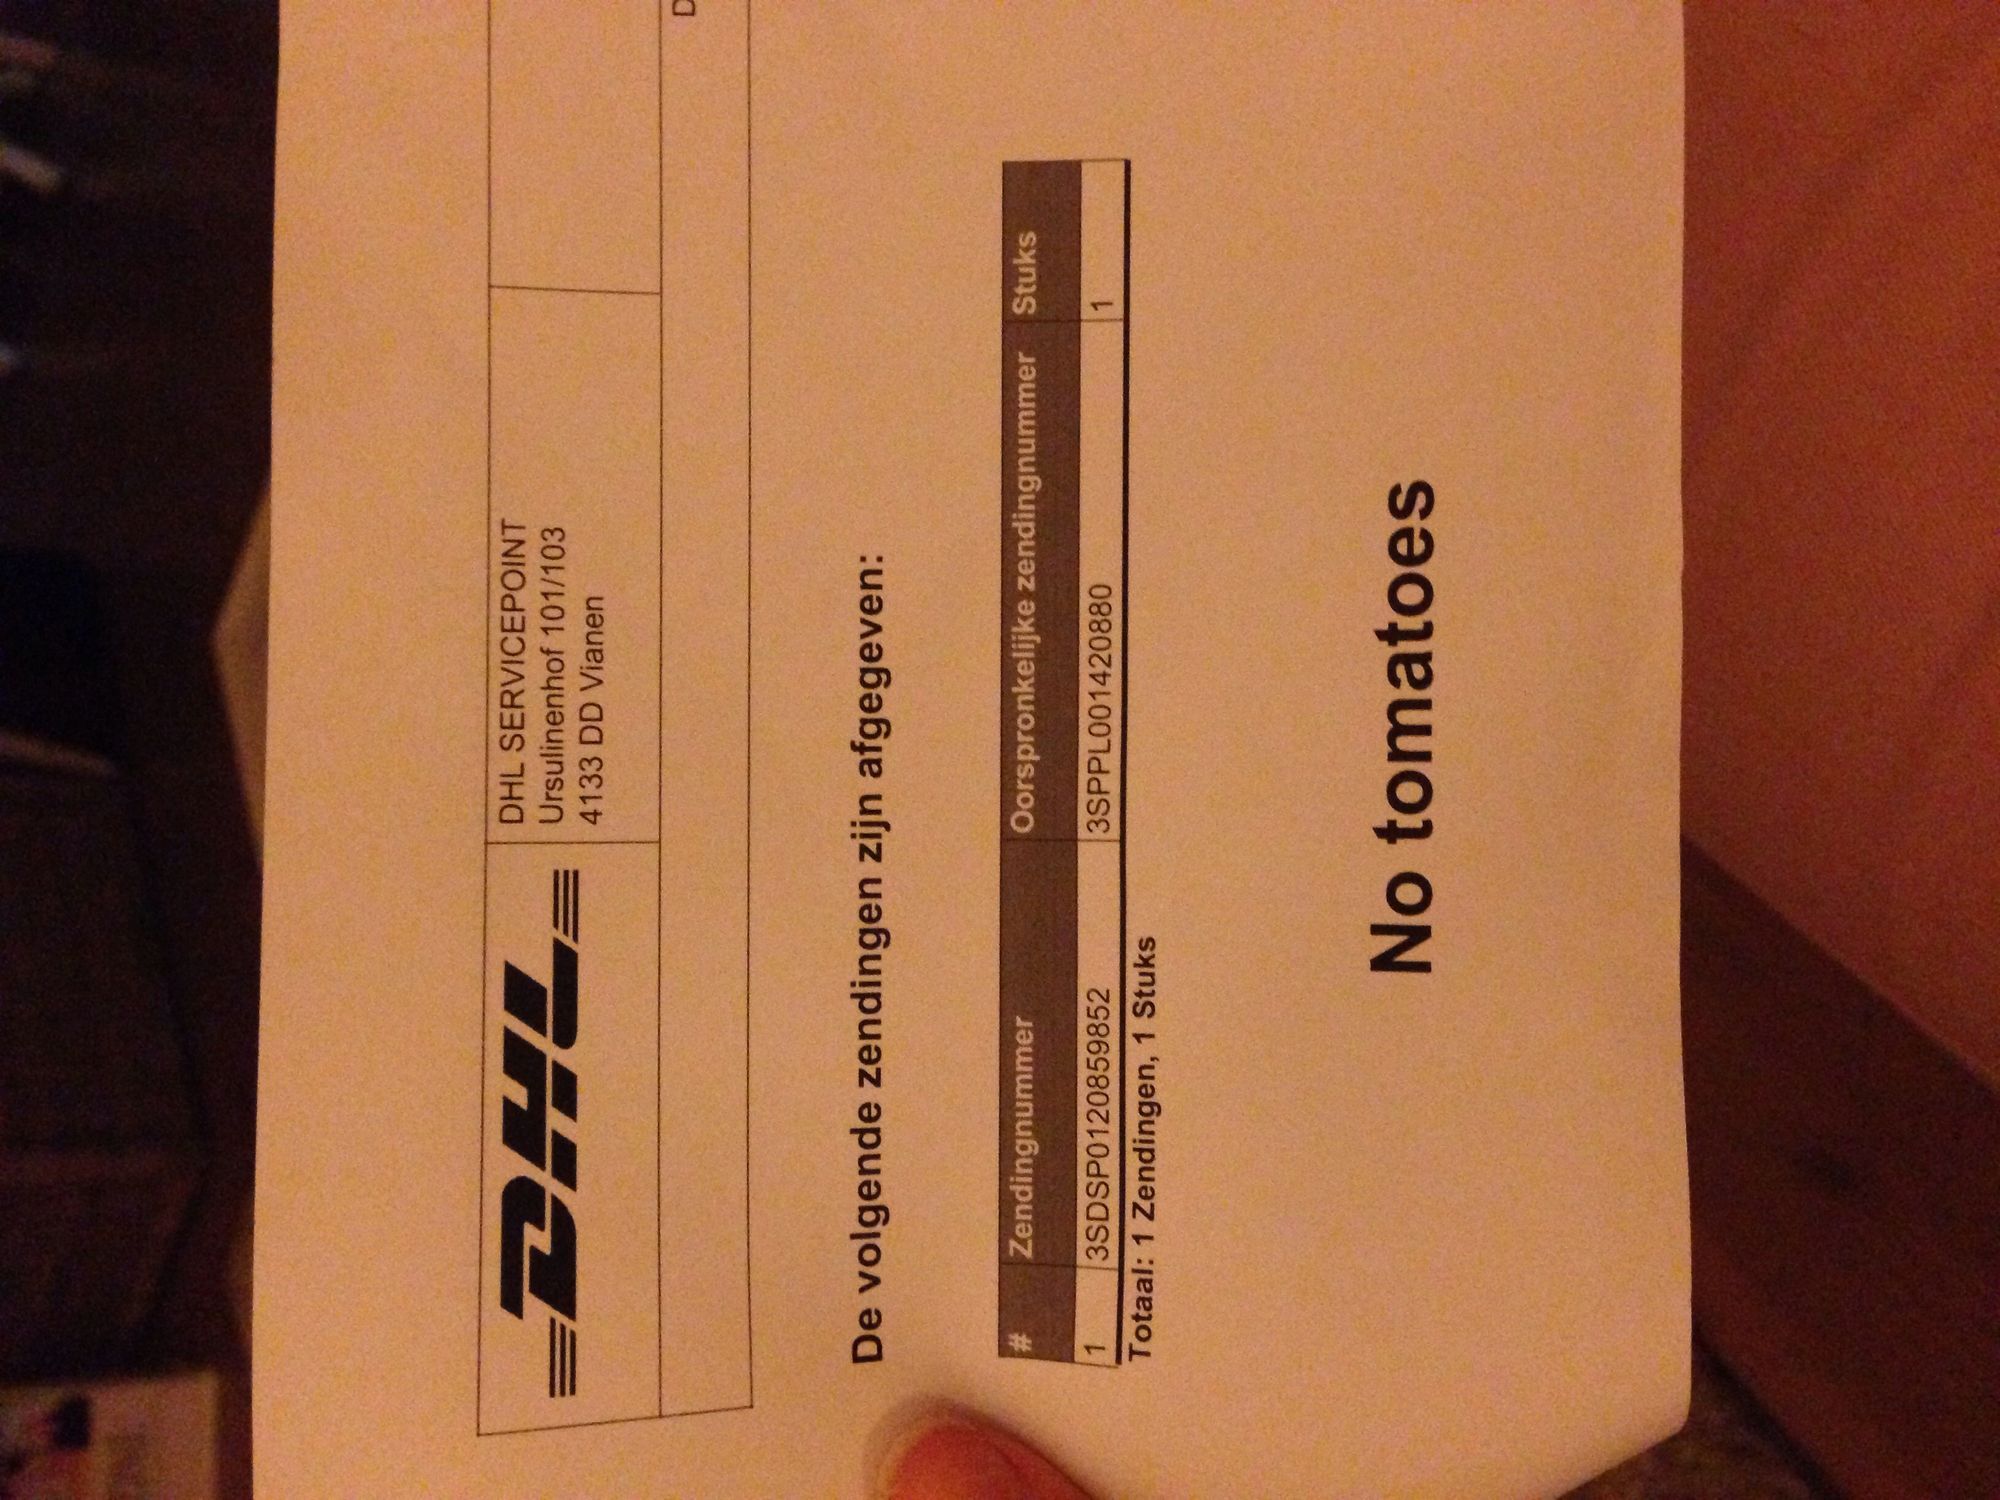 DHL
DHL SERVICEPOINT
Ursulinenhof 101/103
4133 DD Vianen
D
De volgende zendingen zijn afgegeven:
# Zendingnummer Oorspronkelijke zendingnummer Stuks
1 3SDSP0120859852 3SPPL001420880 1
Totaal: 1 Zendingen, 1 Stuks
No tomatoes